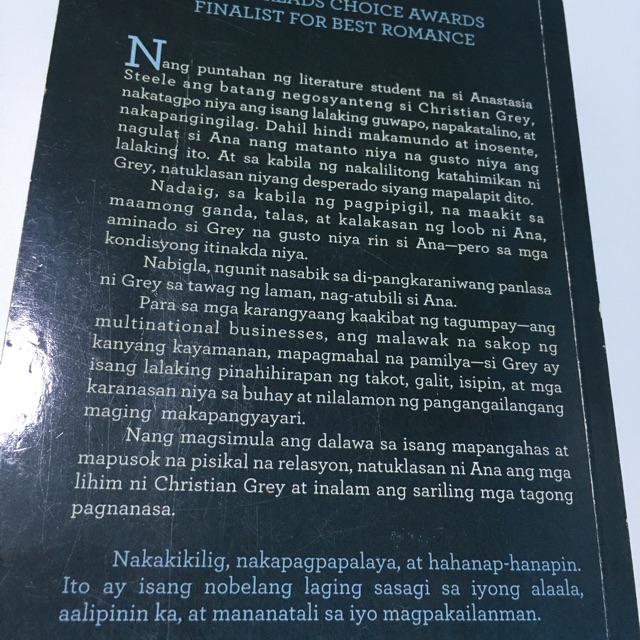 CHOICE AWARDS
FINALIST FOR BEST ROMANCE
Nang puntahan ng literature student na si Anastasia
Steele ang batang negosyanteng si Christian Grey,
nakatagpo niya ang isang lalaking guwapo, napakatalino, at
nakapangingilag. Dahil hindi makamundo at inosente,
nagulat si Ana nang matanto niya na gusto niya ang
lalaking ito. At sa kabila ng nakalilitong katahimikan ni
Grey, natuklasan niyang desperado siyang mapalapit dito.
Nadaig, sa kabila ng pagpipigil, na maakit sa
maamong ganda, talas, at kalakasan ng loob ni Ana,
aminado si Grey na gusto niya rin si Ana—pero sa mga
kondisyong itinakda niya.
Nabigla, ngunit nasabik sa di-pangkaraniwang panlasa
ni Grey sa tawag ng laman, nag-atubili si Ana.
Para sa mga karangyaang kaakibat ng tagumpay—ang
multinational businesses, ang malawak na sakop ng
kanyang kayamanan, mapagmahal na pamilya—si Grey ay
isang lalaking pinahihirapan ng takot, galit, isipin, at mga
karanasan niya sa buhay at nilalamon ng pangangailangang
maging makapangyayari.
Nang magsimula ang dalawa sa isang mapangahas at
mapusok na pisikal na relasyon, natuklasan ni Ana ang mga
lihim ni Christian Grey at inalam ang sariling mga tagong
pagnanasa.
Nakakikilig, nakapagpapalaya, at hahanap-hanapin.
Ito ay isang nobelang laging sasagi sa iyong alaala,
aalipinin ka, at mananatali sa iyo magpakailanman.